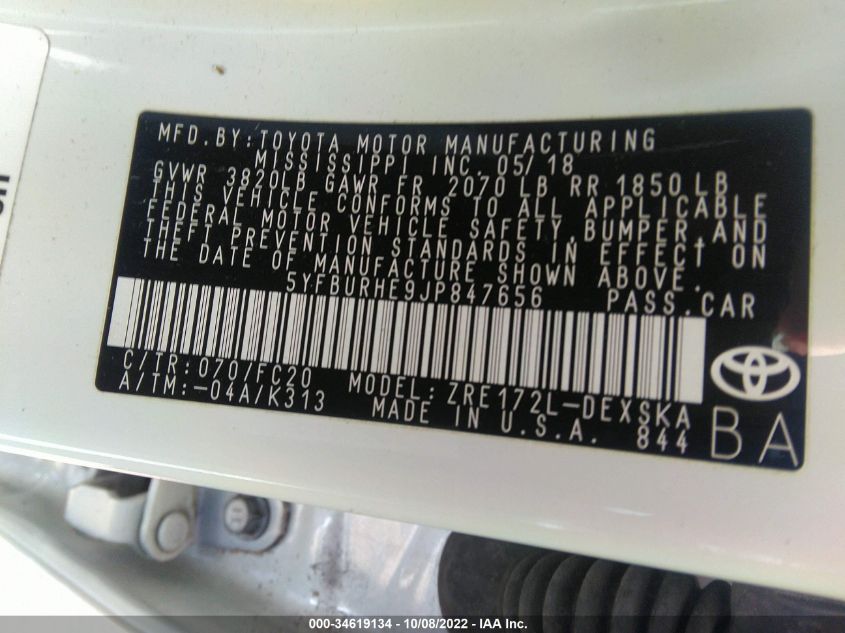 MFD.BY:TOYOTA MOTOR MANUFACTURING
MISSISSIPPI INC. 05/18
GVWR 3820LB GAWR FR 2070 LB RR 1850 LB
THIS VEHICLE CONFORMS TO ALL APPLICABLE
FEDERAL MOTOR VEHICLE SAFETY,BUMPER,AND
THEFT PREVENTION STANDARDS IN EFFECT ON
THE DATE OF MANUFACTURE SHOWN ABOVE.
5YFBURHE9JP847656 PASS.CAR
C/TR:070/FC20 MODEL:ZRE172L-DEXSKA
A/TM:-04A/K313 MADE IN U.S.A. 844
BA
000-34619134 - 10/08/2022 - IAA Inc.